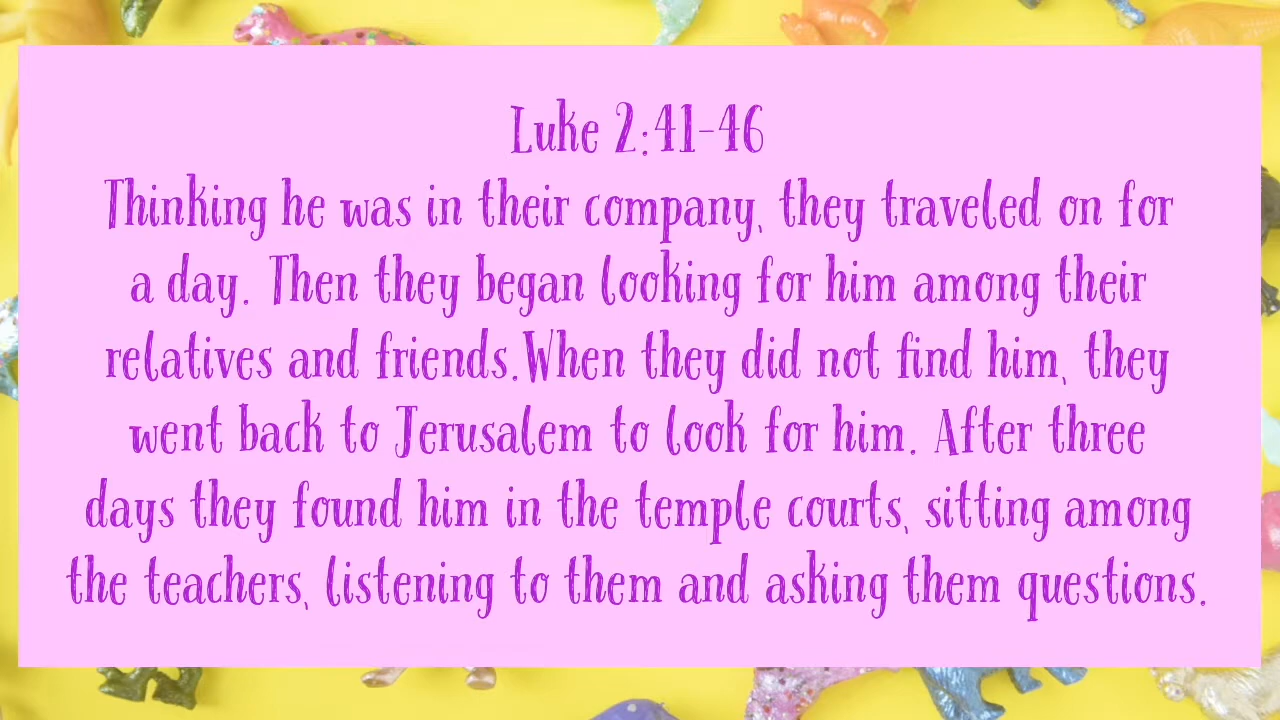 Luke 2:41-46
Thinking he was in their company, they traveled on for
a day. Then they began looking for him among their
relatives and friends.When they did not find him, they
went back to Jerusalem to look for him. After three
days they found him in the temple courts, sitting among
the teachers, listening to them and asking them questions.